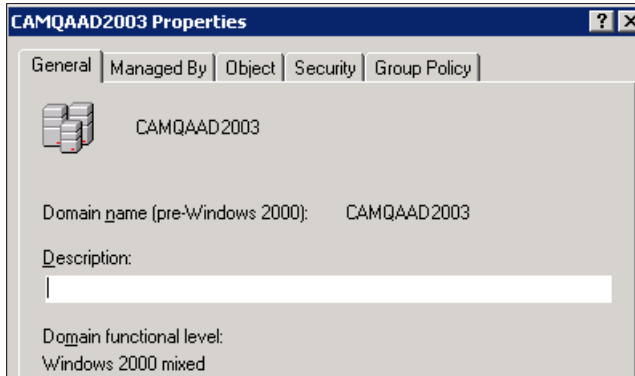 CAMQAAD2003 Properties
General Managed By Object Security Group Policy
CAMQAAD2003
Domain name (pre-Windows 2000): CAMQAAD2003
Description:
Domain functional level:
Windows 2000 mixed